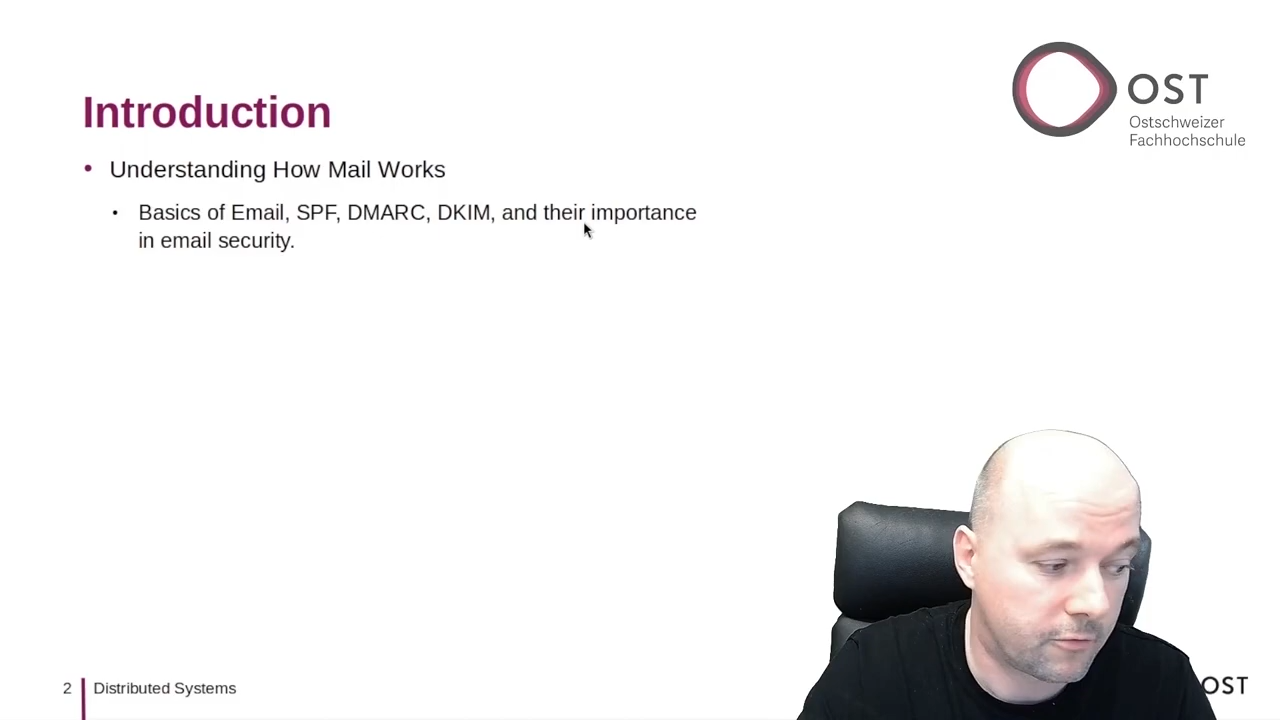 OST
Ostschweizer
Fachhochschule
Introduction
• Understanding How Mail Works
• Basics of Email, SPF, DMARC, DKIM, and their importance
in email security.
2 Distributed Systems
OST